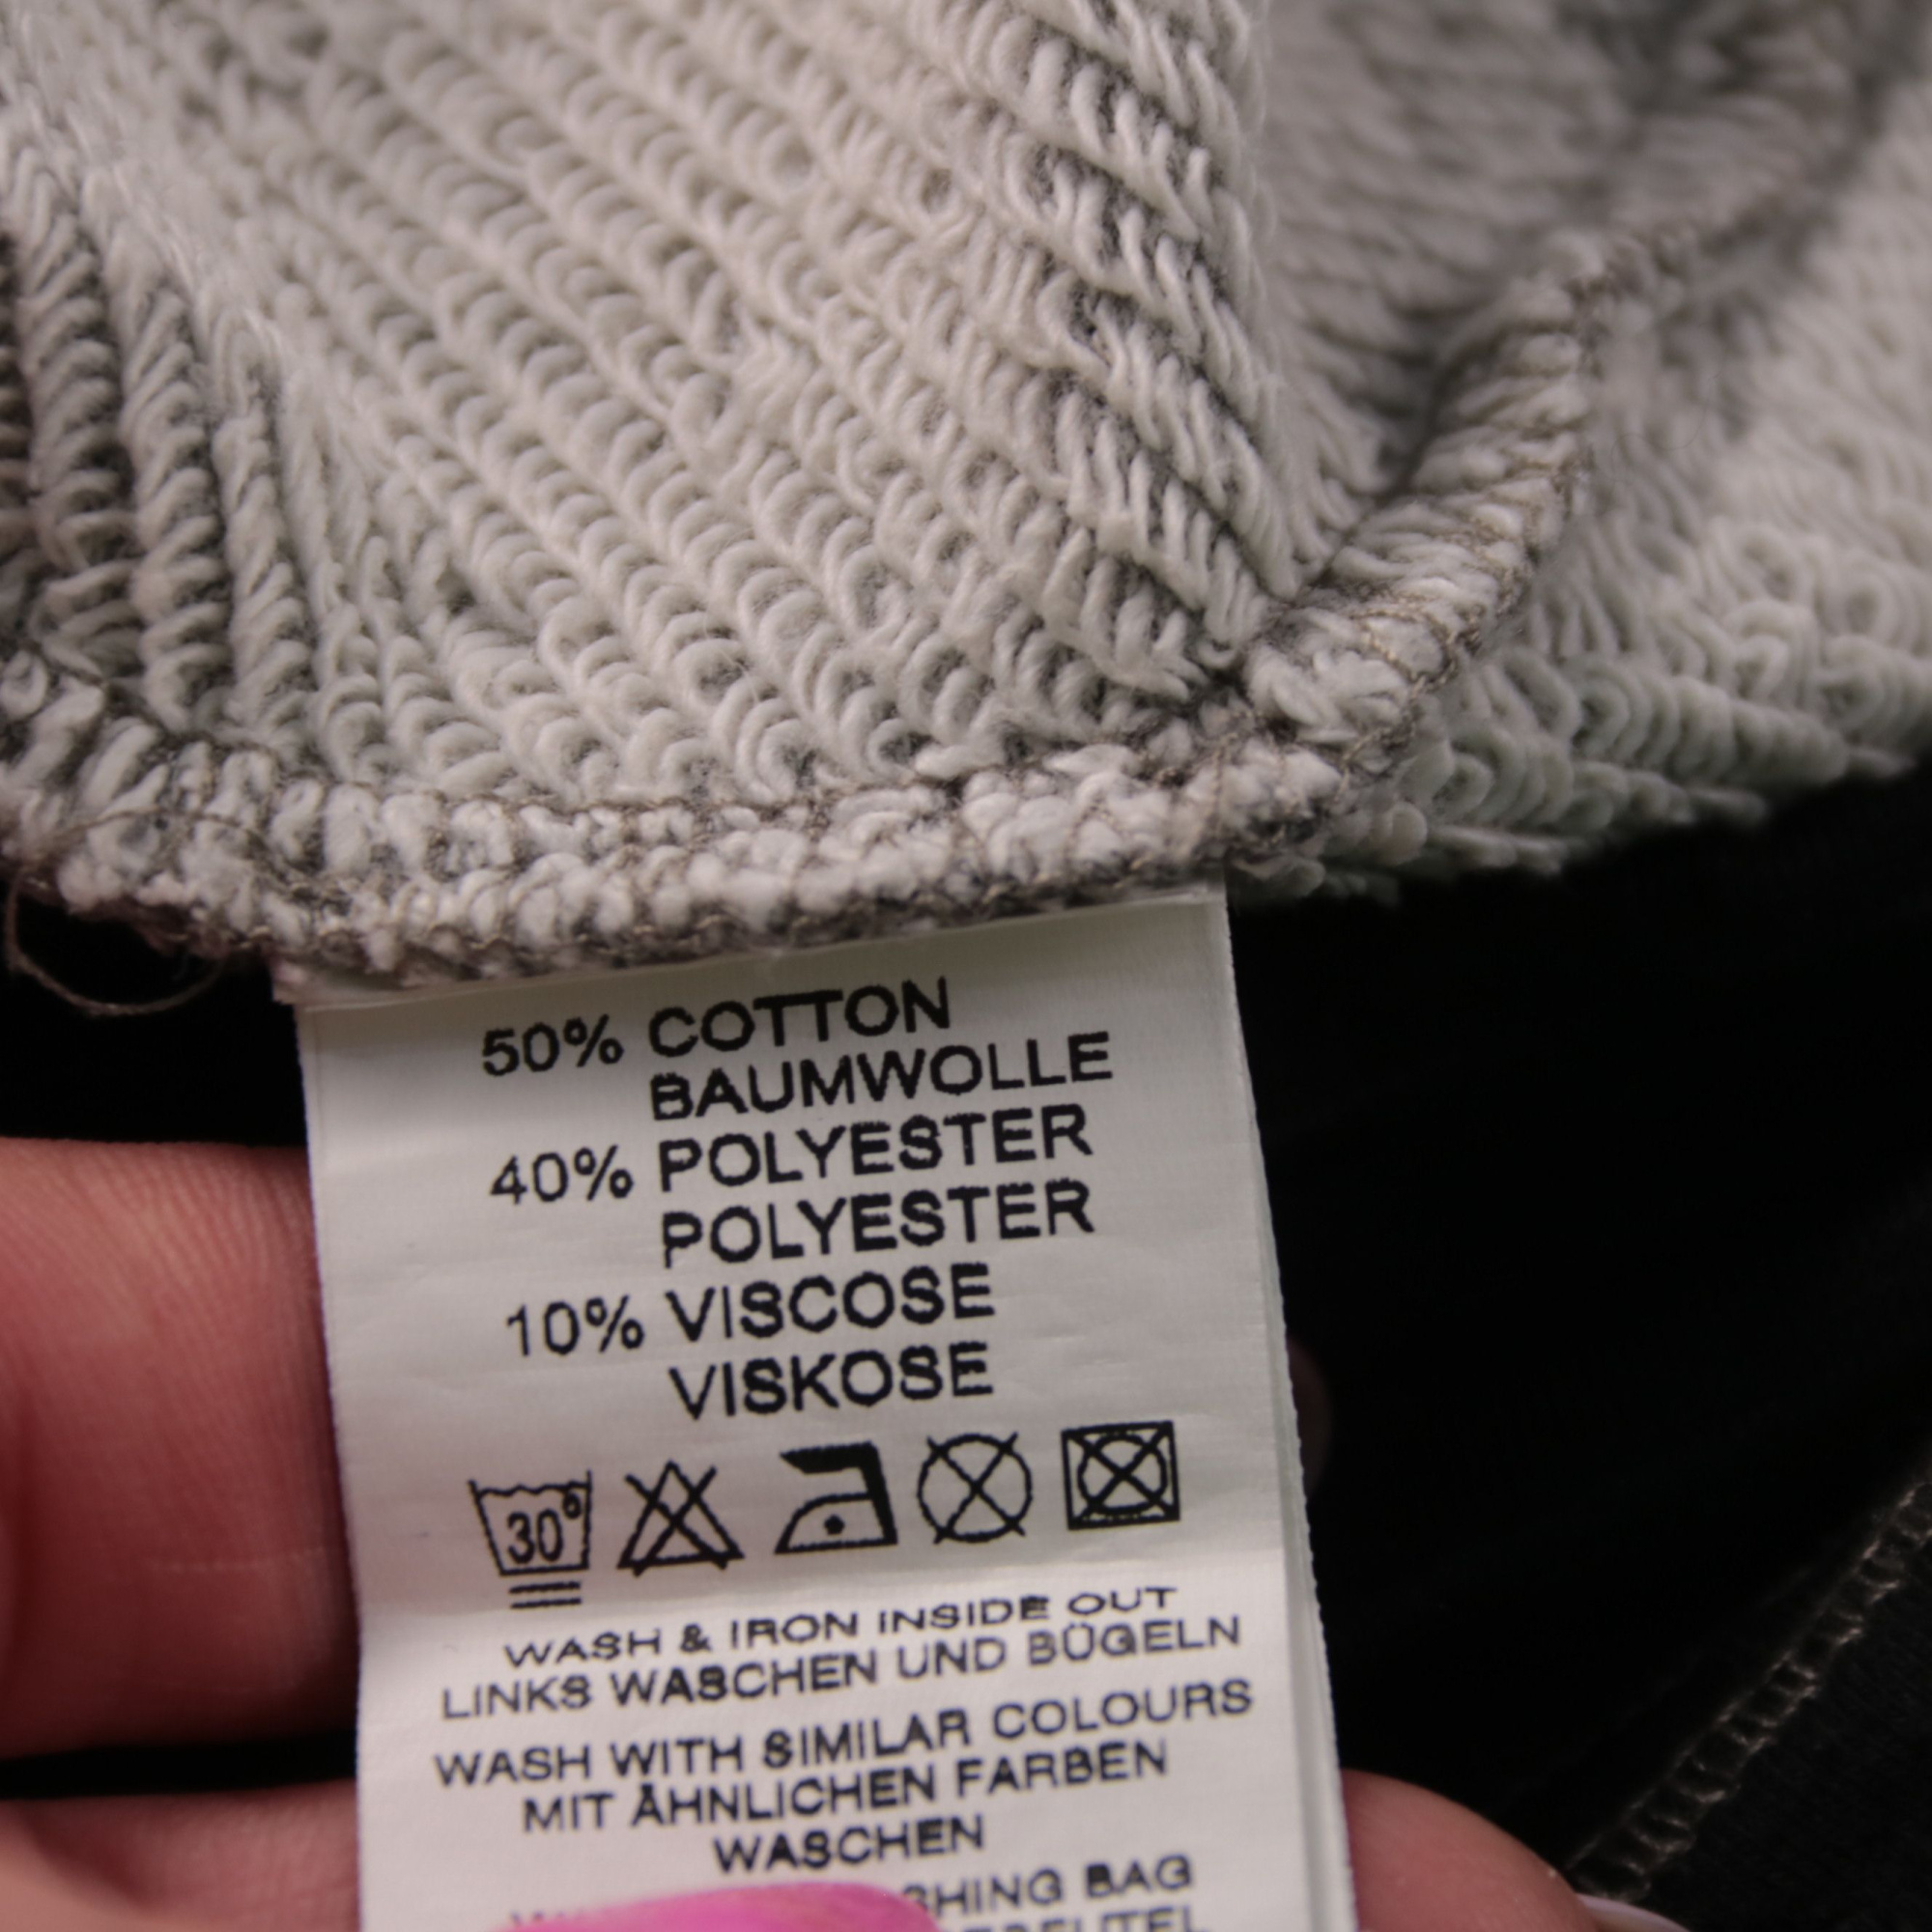 50% COTTON
BAUMWOLLE
40% POLYESTER
POLYESTER
10% VISCOSE
VISKOSE
30°
WASH & IRON INSIDE OUT
LINKS WASCHEN UND BÜGELN
WASH WITH SIMILAR COLOURS
MIT ÄHNLICHEN FARBEN
WASCHEN
BAG